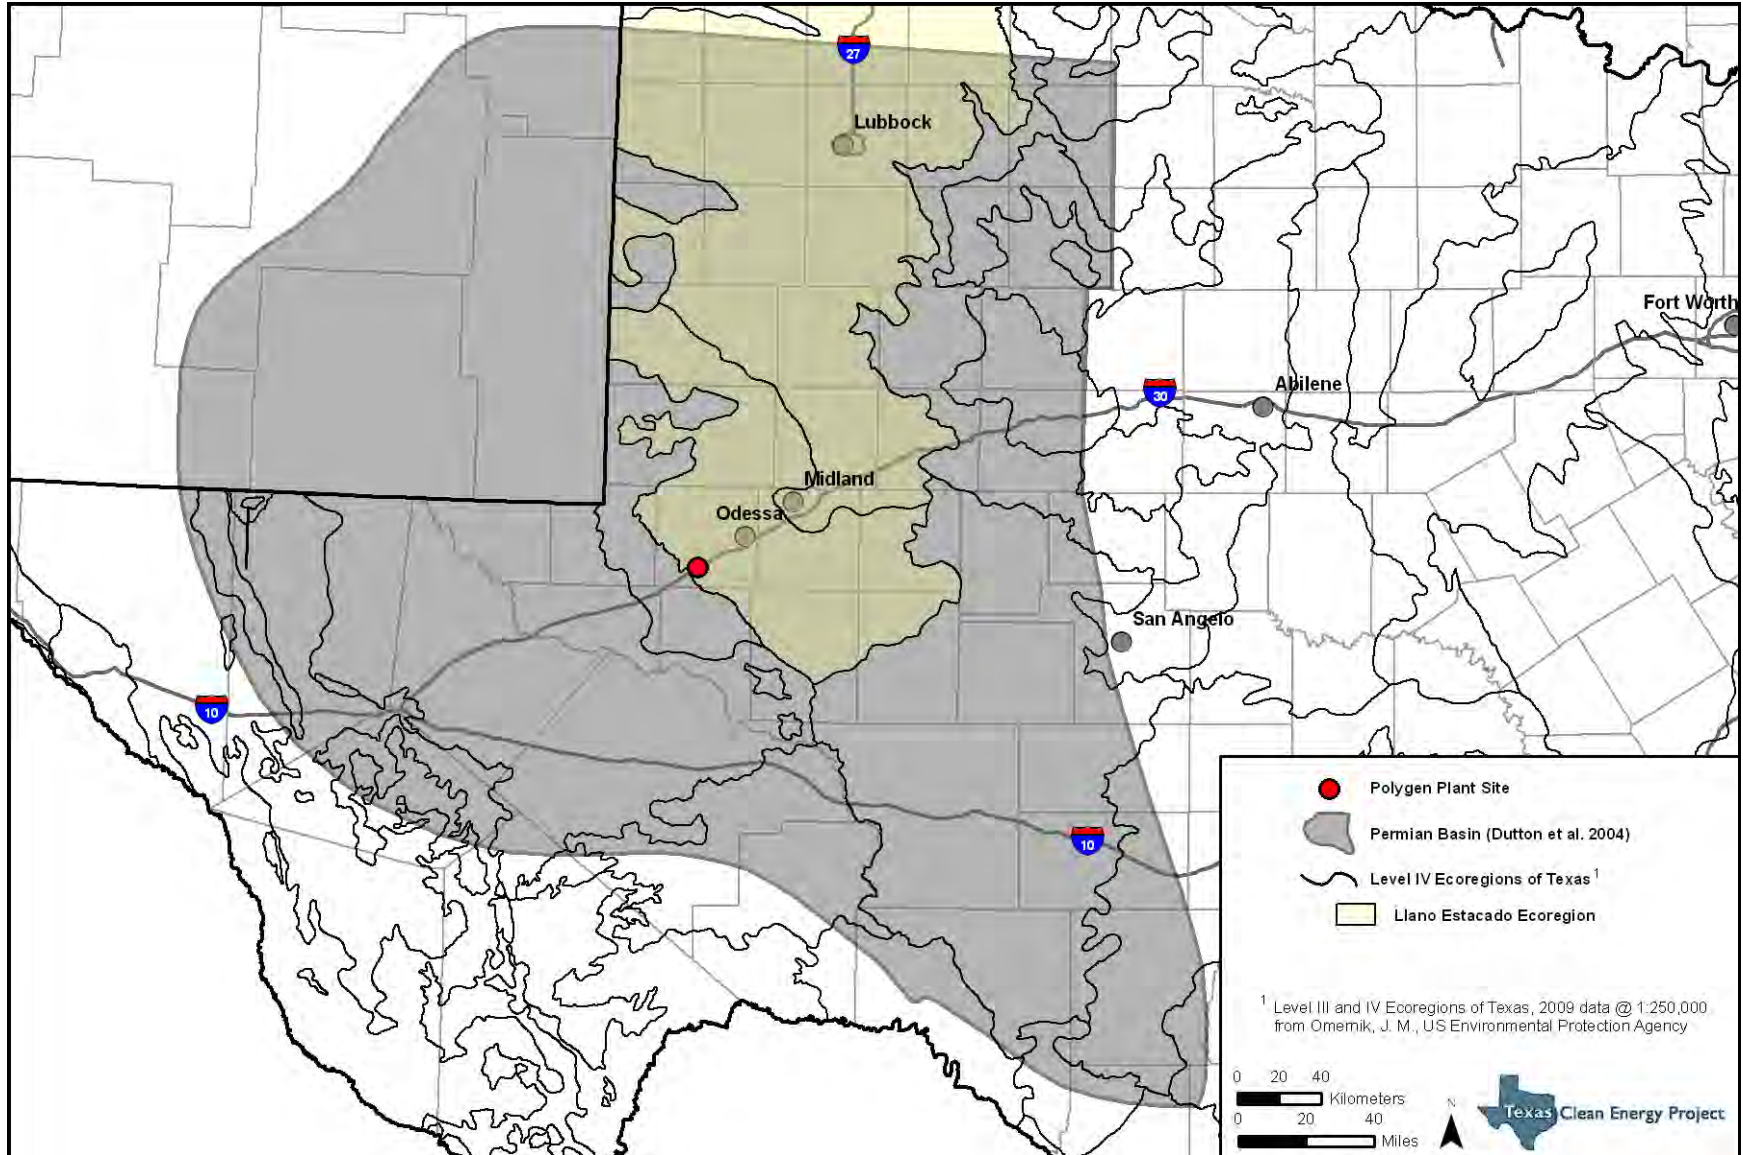 27
Lubbock
Fort Worth
30
Abilene
Midland
Odessa
San Angelo
10
10
Polygen Plant Site
Permian Basin (Dutton et al. 2004)
Level IV Ecoregions of Texas 1
Llano Estacado Ecoregion
1 Level III and IV Ecoregions of Texas, 2009 data @ 1:250,000
from Omernik, J. M., US Environmental Protection Agency
0 20 40
Kilometers
0 20 40
Miles
N
Texas Clean Energy Project